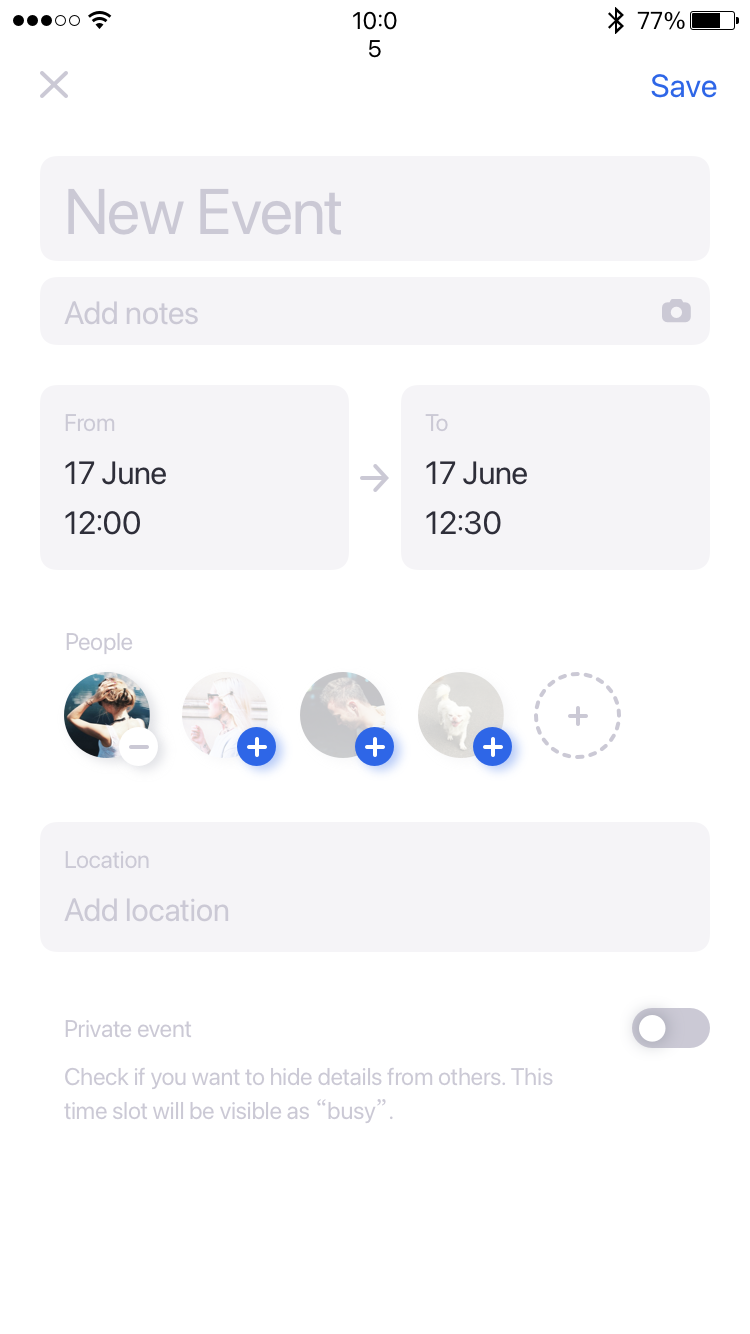 10:0
5
77%
Save
New Event
Add notes
From
17 June
12:00
To
17 June
12:30
People
Location
Add location
Private event
Check if you want to hide details from others. This
time slot will be visible as “busy”.